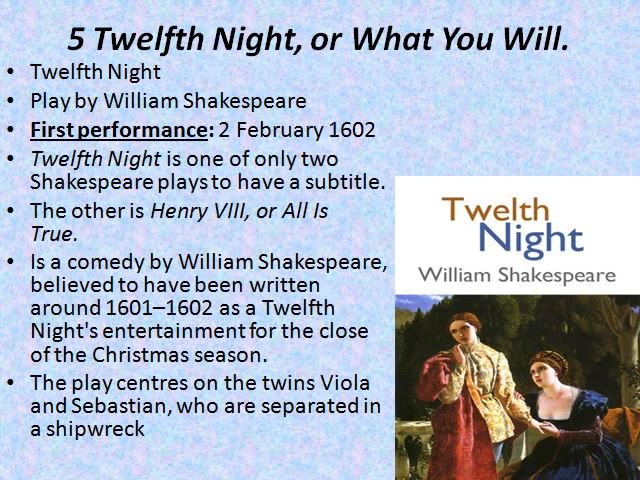 5 Twelfth Night, or What You Will.
• Twelfth Night
• Play by William Shakespeare
• First performance: 2 February 1602
• Twelfth Night is one of only two
Shakespeare plays to have a subtitle.
• The other is Henry VIII, or All Is
True.
• Is a comedy by William Shakespeare,
believed to have been written
around 1601–1602 as a Twelfth
Night's entertainment for the close
of the Christmas season.
• The play centres on the twins Viola
and Sebastian, who are separated in
a shipwreck
Twelth
Night
William Shakespeare